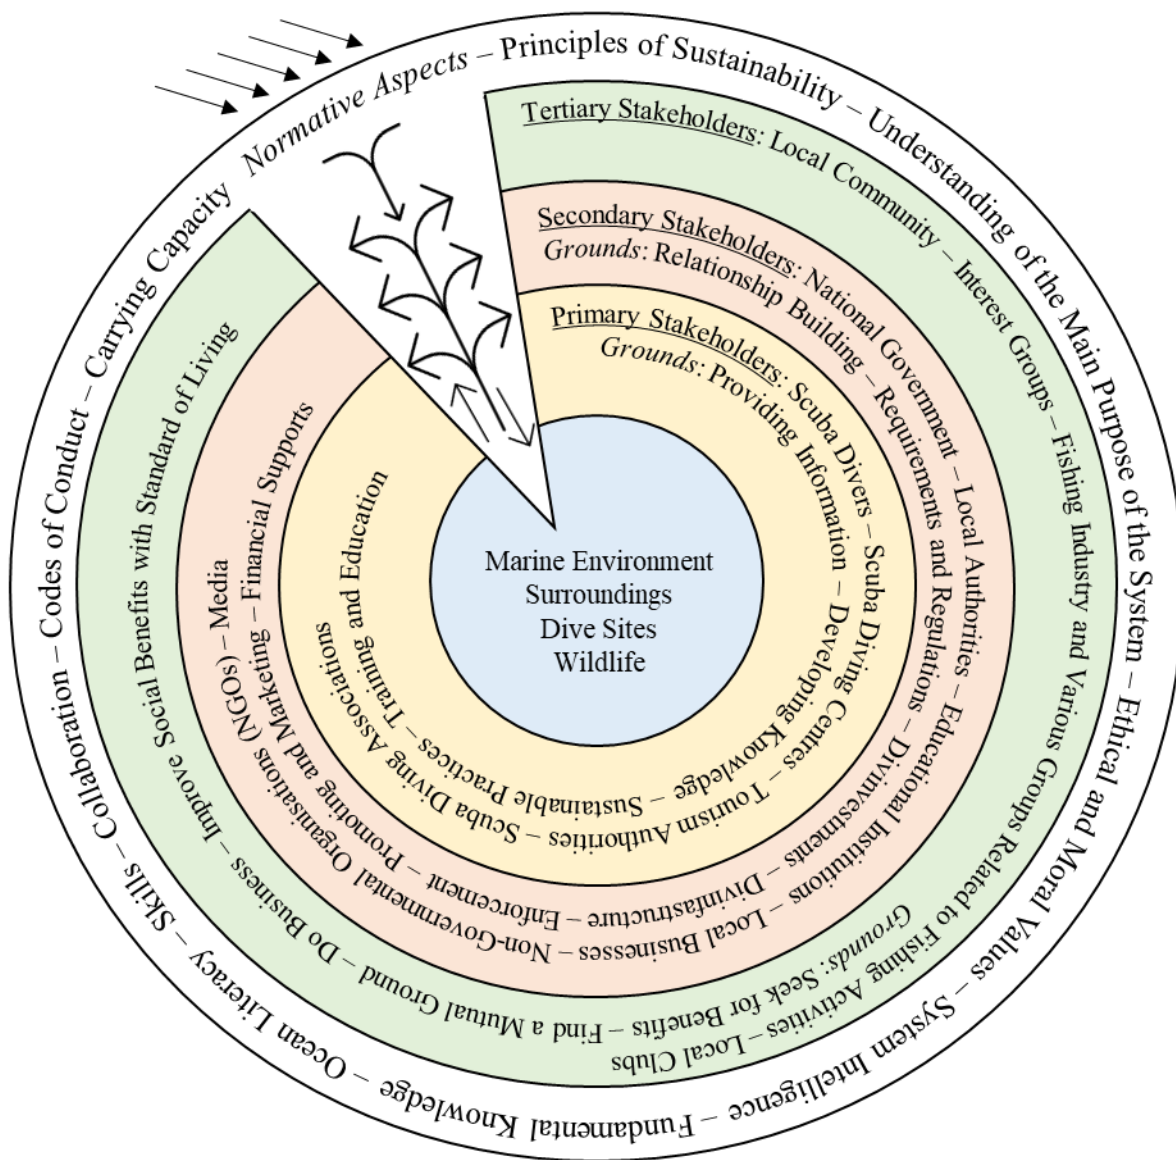 Normative Aspects – Principles of Sustainability – Understanding of the Main Purpose of the System – Ethical and Moral Values – System Intelligence – Fundamental Knowledge – Ocean Literacy – Skills – Collaboration – Codes of Conduct – Carrying Capacity
Tertiary Stakeholders: Local Community – Interest Groups – Fishing Industry and Various Groups Related to Fishing Activities – Local Clubs
Grounds: Seek for Benefits – Find a Mutual Ground – Do Business – Improve Social Benefits with Standard of Living
Secondary Stakeholders: National Government – Local Authorities – Educational Institutions – Local Businesses – Non-Governmental Organisations (NGOs) – Media
Grounds: Relationship Building – Requirements and Regulations – Divinvestments – Divinfastructure – Enforcement – Promoting and Marketing – Financial Supports
Primary Stakeholders: Scuba Divers – Scuba Diving Centres – Tourism Authorities – Scuba Diving Associations
Grounds: Providing Information – Developing Knowledge – Sustainable Practices – Training and Education
Marine Environment
Surroundings
Dive Sites
Wildlife